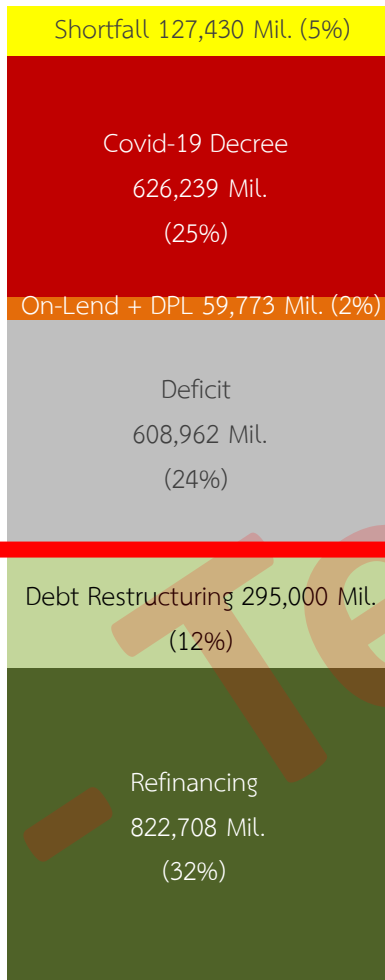 Shortfall 127,430 Mil. (5%)
Covid-19 Decree
626,239 Mil.
(25%)
On-Lend + DPL 59,773 Mil. (2%)
Deficit
608,962 Mil.
(24%)
Debt Restructuring 295,000 Mil.
(12%)
Refinancing
822,708 Mil.
(32%)